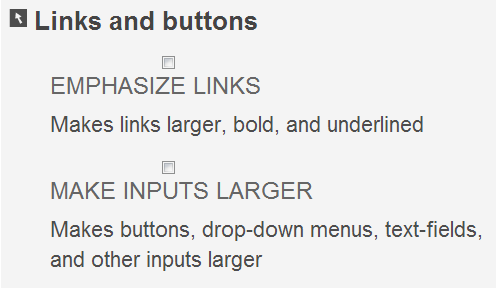 Links and buttons
EMPHASIZE LINKS
Makes links larger, bold, and underlined
MAKE INPUTS LARGER
Makes buttons, drop-down menus, text-fields,
and other inputs larger